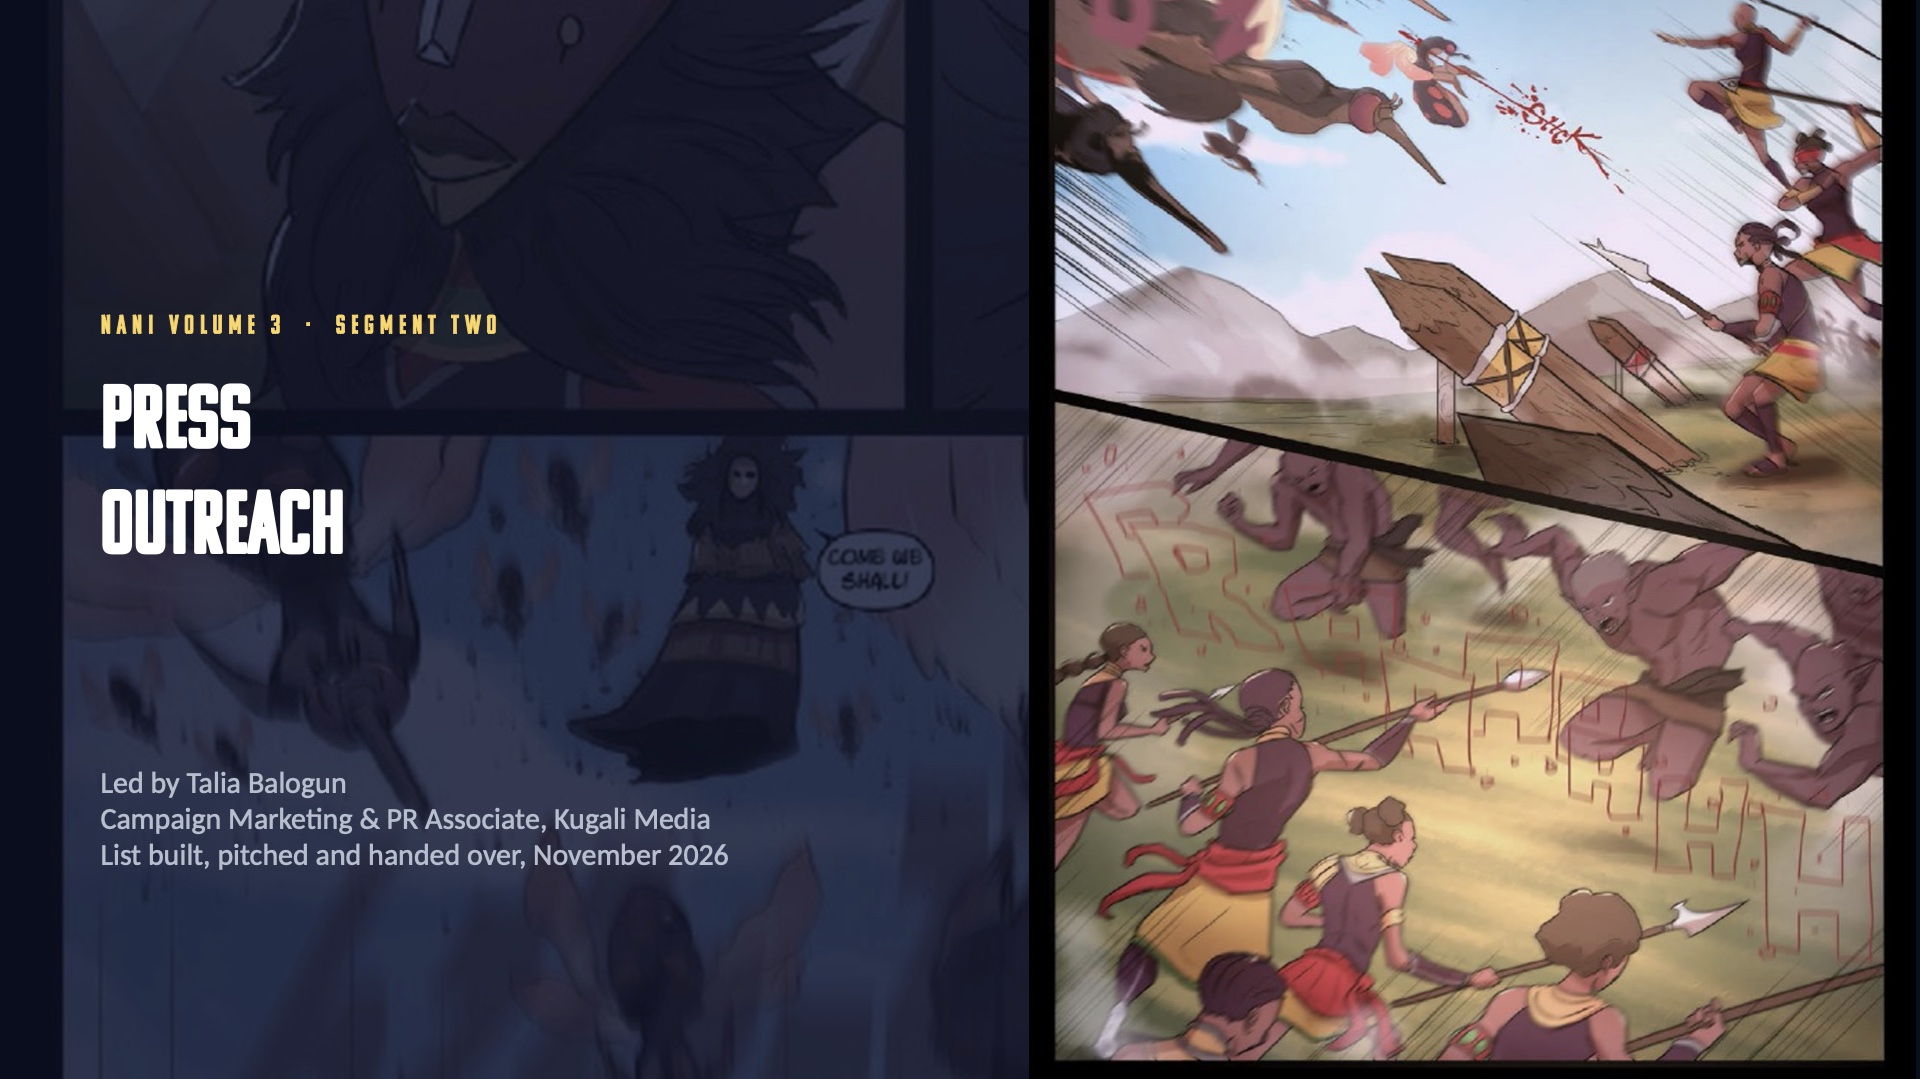 NANI VOLUME 3 · SEGMENT TWO
PRESS
OUTREACH
COME WE
SHALL!
Led by Talia Balogun
Campaign Marketing & PR Associate, Kugali Media
List built, pitched and handed over, November 2026